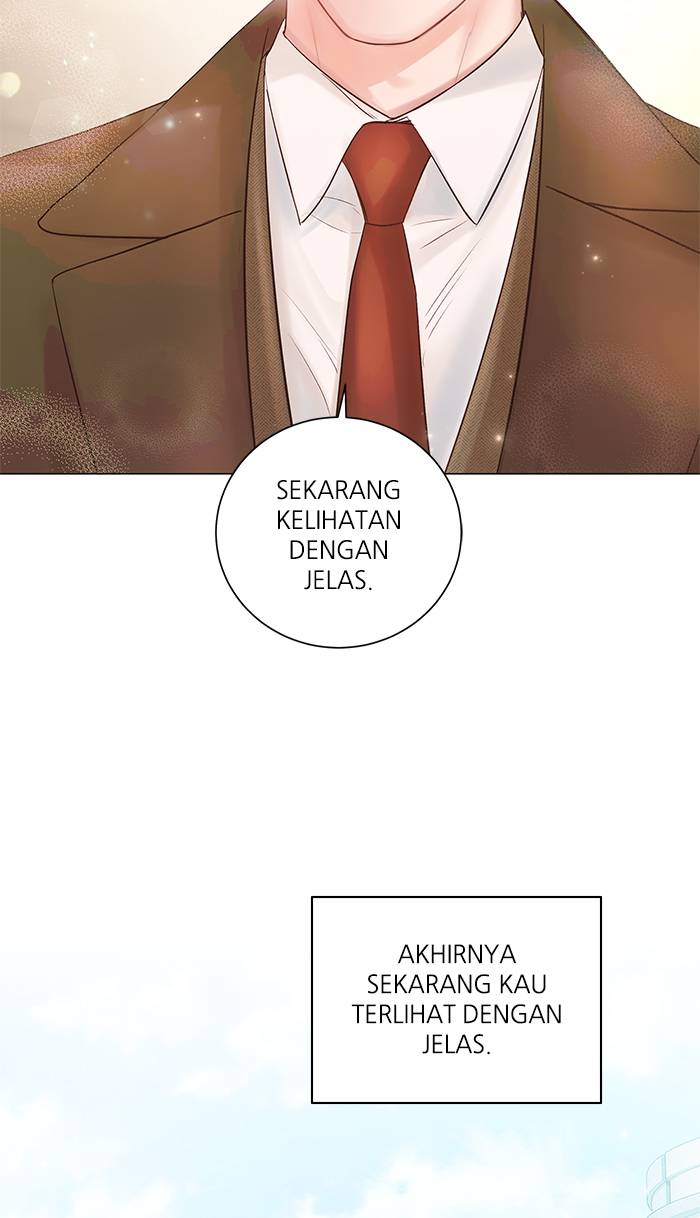 SEKARANG
KELIHATAN
DENGAN
JELAS.
AKHIRNYA
SEKARANG KAU
TERLIHAT DENGAN
JELAS.